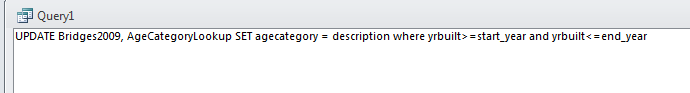 Query1
UPDATE Bridges2009, AgeCategoryLookup SET agecategory = description where yrbuilt>=start_year and yrbuilt<=end_year